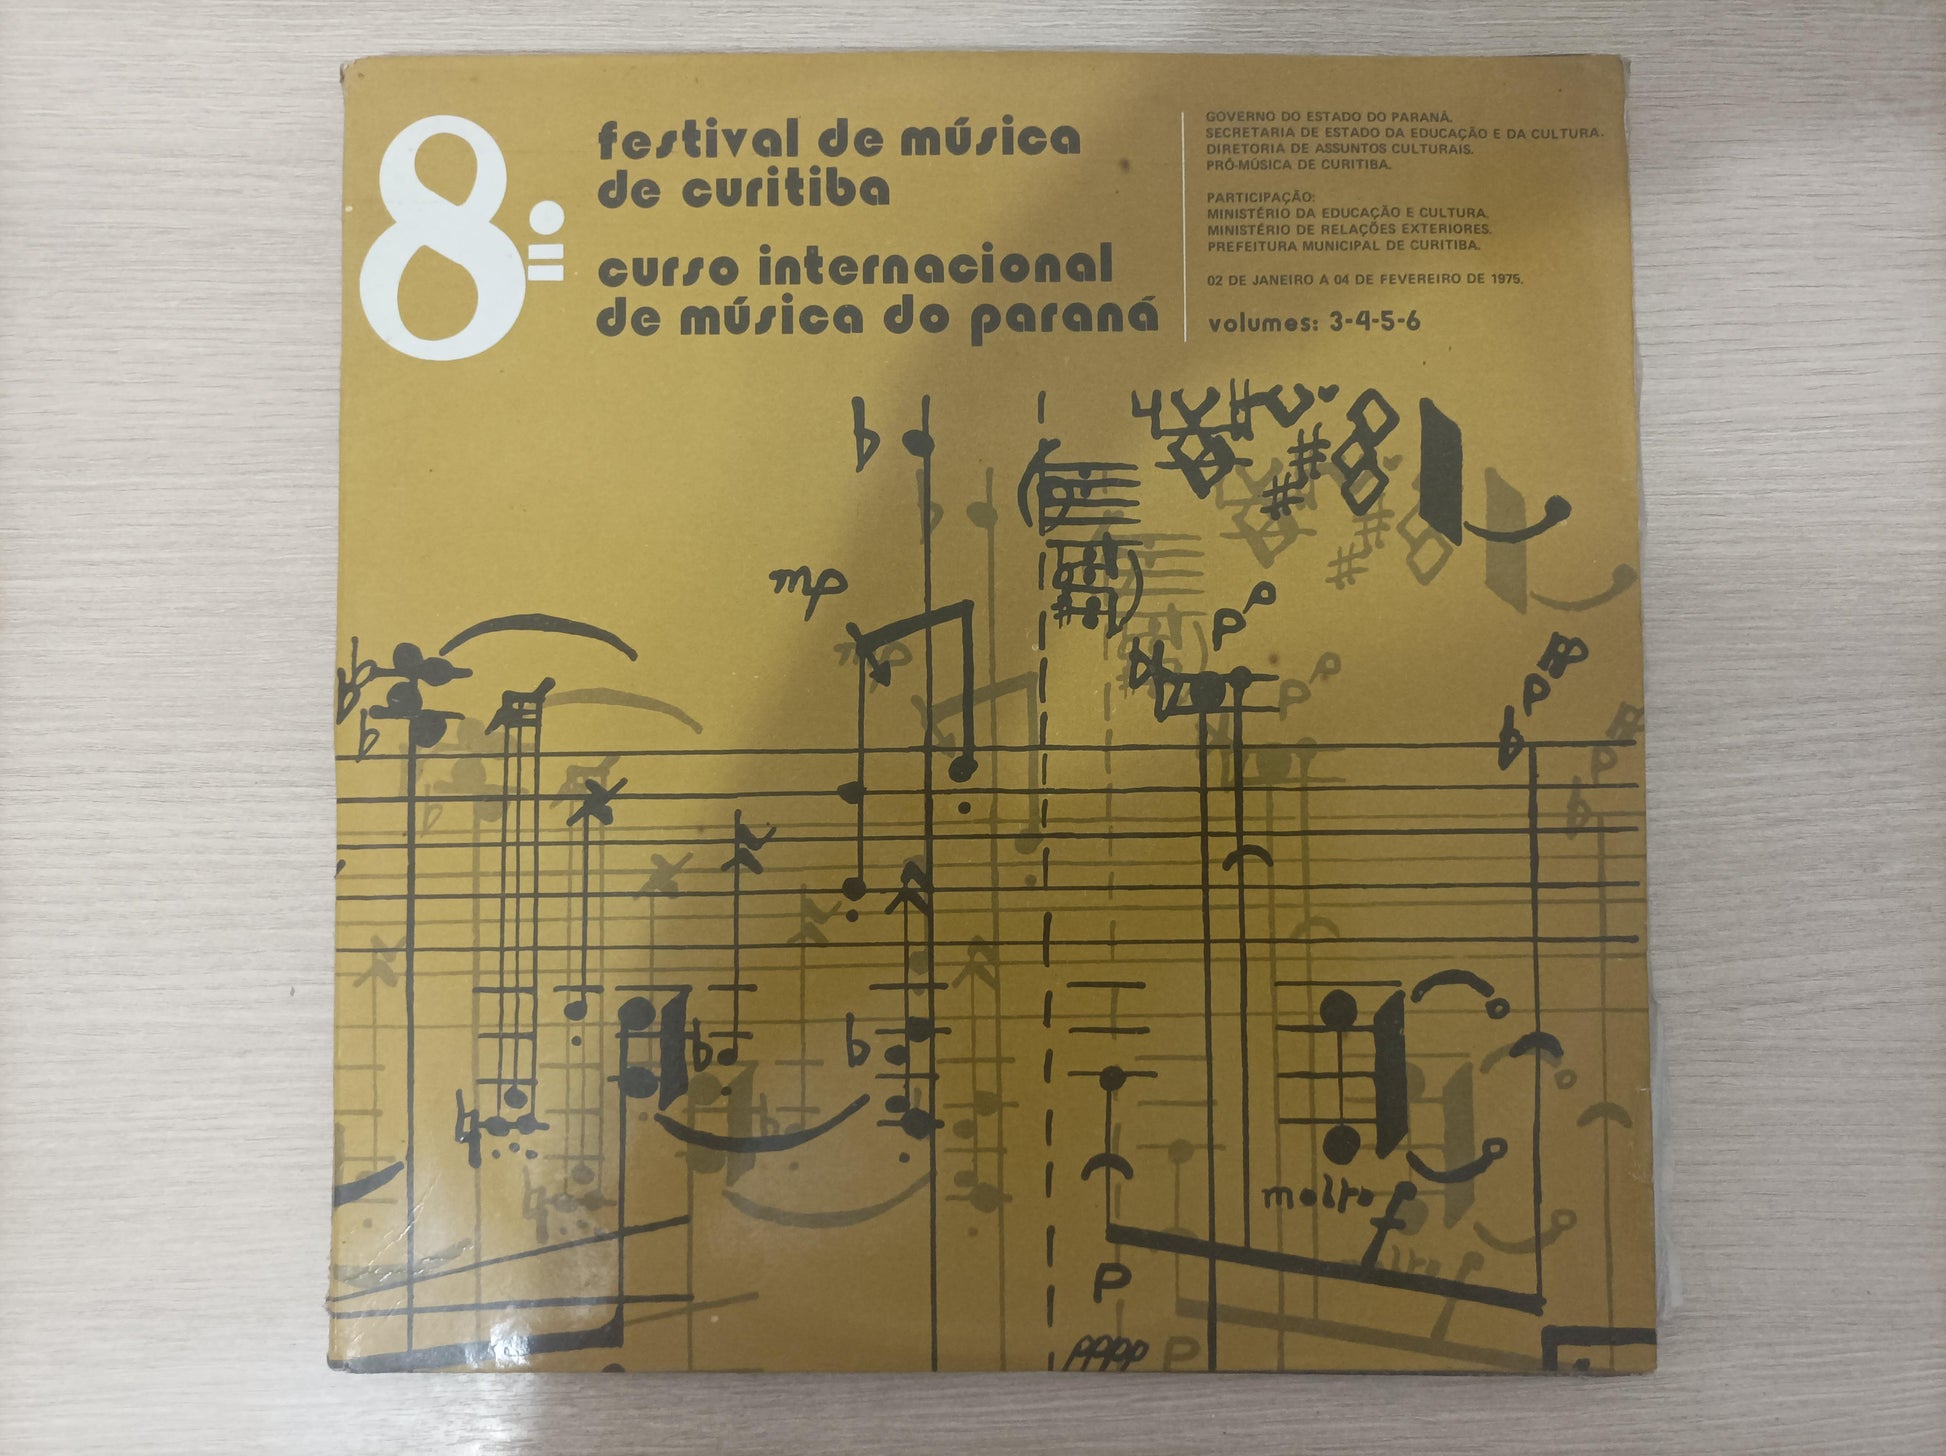 8º
festival de música
de curitiba
curso internacional
de música do paraná
GOVERNO DO ESTADO DO PARANÁ.
SECRETARIA DE ESTADO DA EDUCAÇÃO E DA CULTURA.
DIRETORIA DE ASSUNTOS CULTURAIS.
PRÓ-MÚSICA DE CURITIBA.
PARTICIPAÇÃO:
MINISTÉRIO DA EDUCAÇÃO E CULTURA.
MINISTÉRIO DE RELAÇÕES EXTERIORES.
PREFEITURA MUNICIPAL DE CURITIBA.
02 DE JANEIRO A 04 DE FEVEREIRO DE 1975.
volumes: 3-4-5-6
mp
PP
molto f
P
pppp